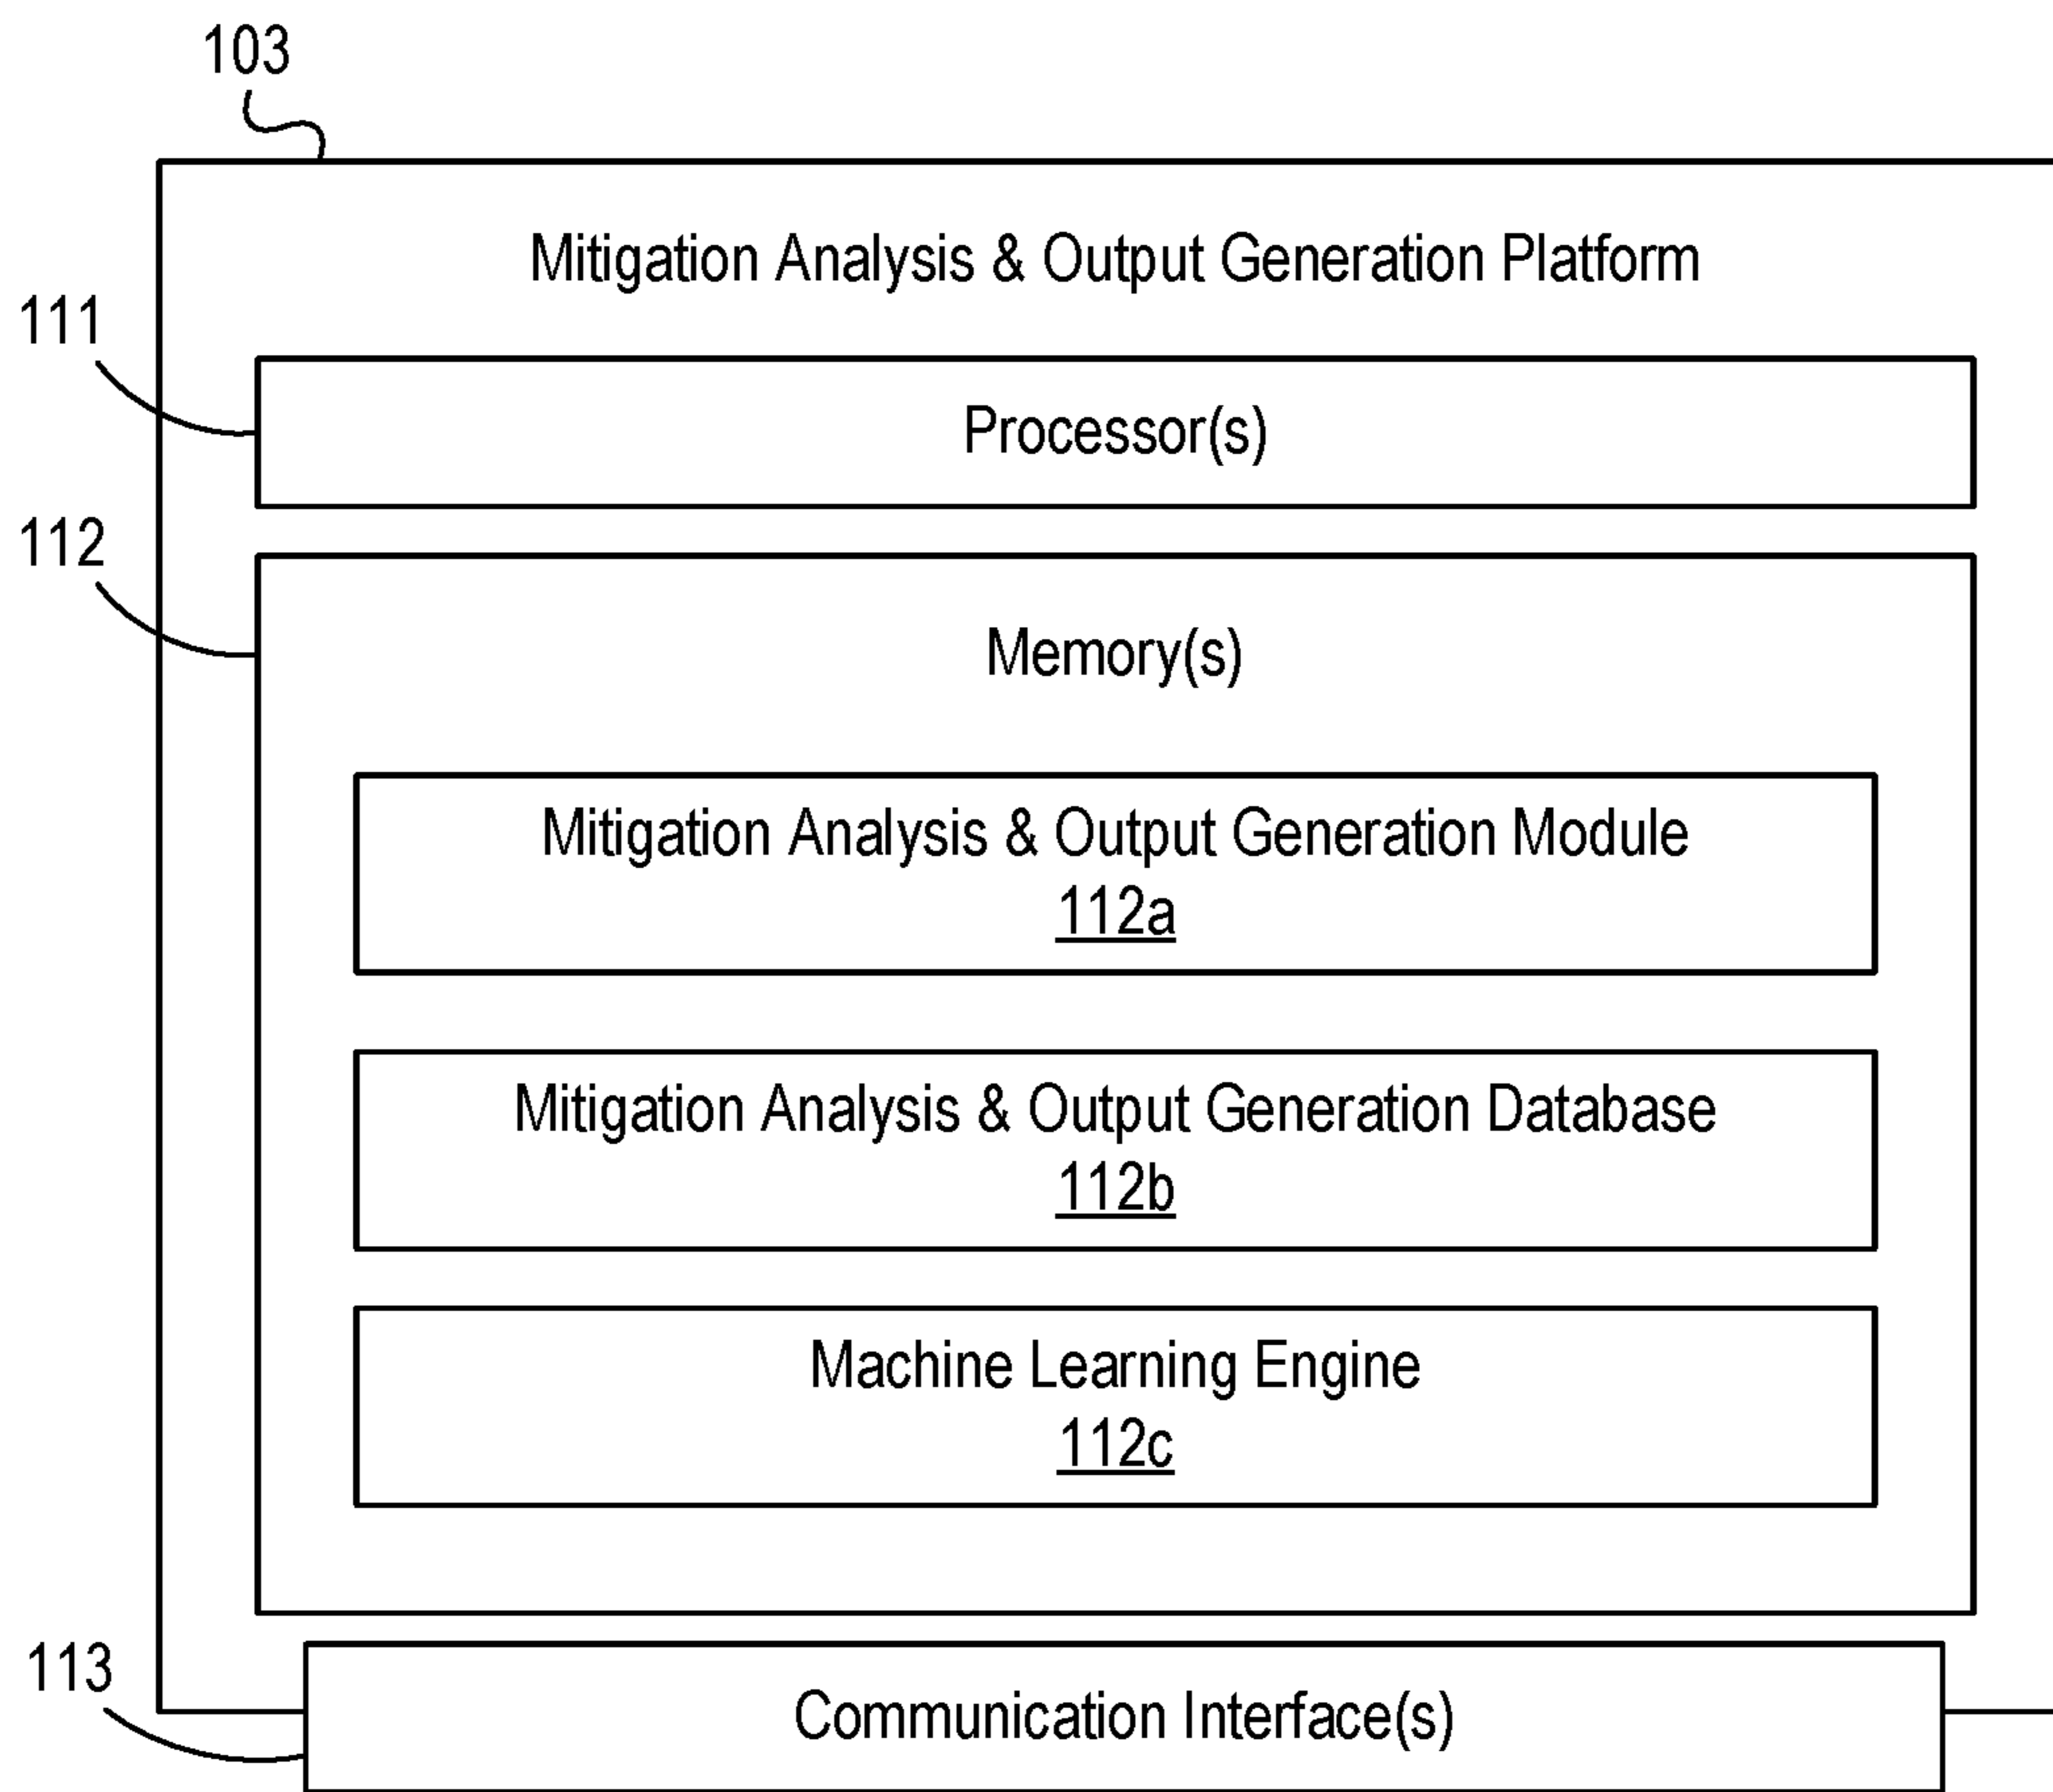 103
Mitigation Analysis & Output Generation Platform
111
Processor(s)
112
Memory(s)
Mitigation Analysis & Output Generation Module
112a
Mitigation Analysis & Output Generation Database
112b
Machine Learning Engine
112c
113
Communication Interface(s)